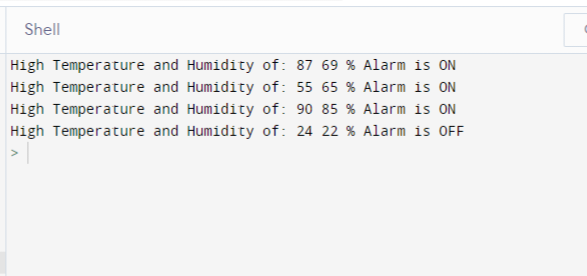 Shell
High Temperature and Humidity of: 87 69 % Alarm is ON
High Temperature and Humidity of: 55 65 % Alarm is ON
High Temperature and Humidity of: 90 85 % Alarm is ON
High Temperature and Humidity of: 24 22 % Alarm is OFF
>